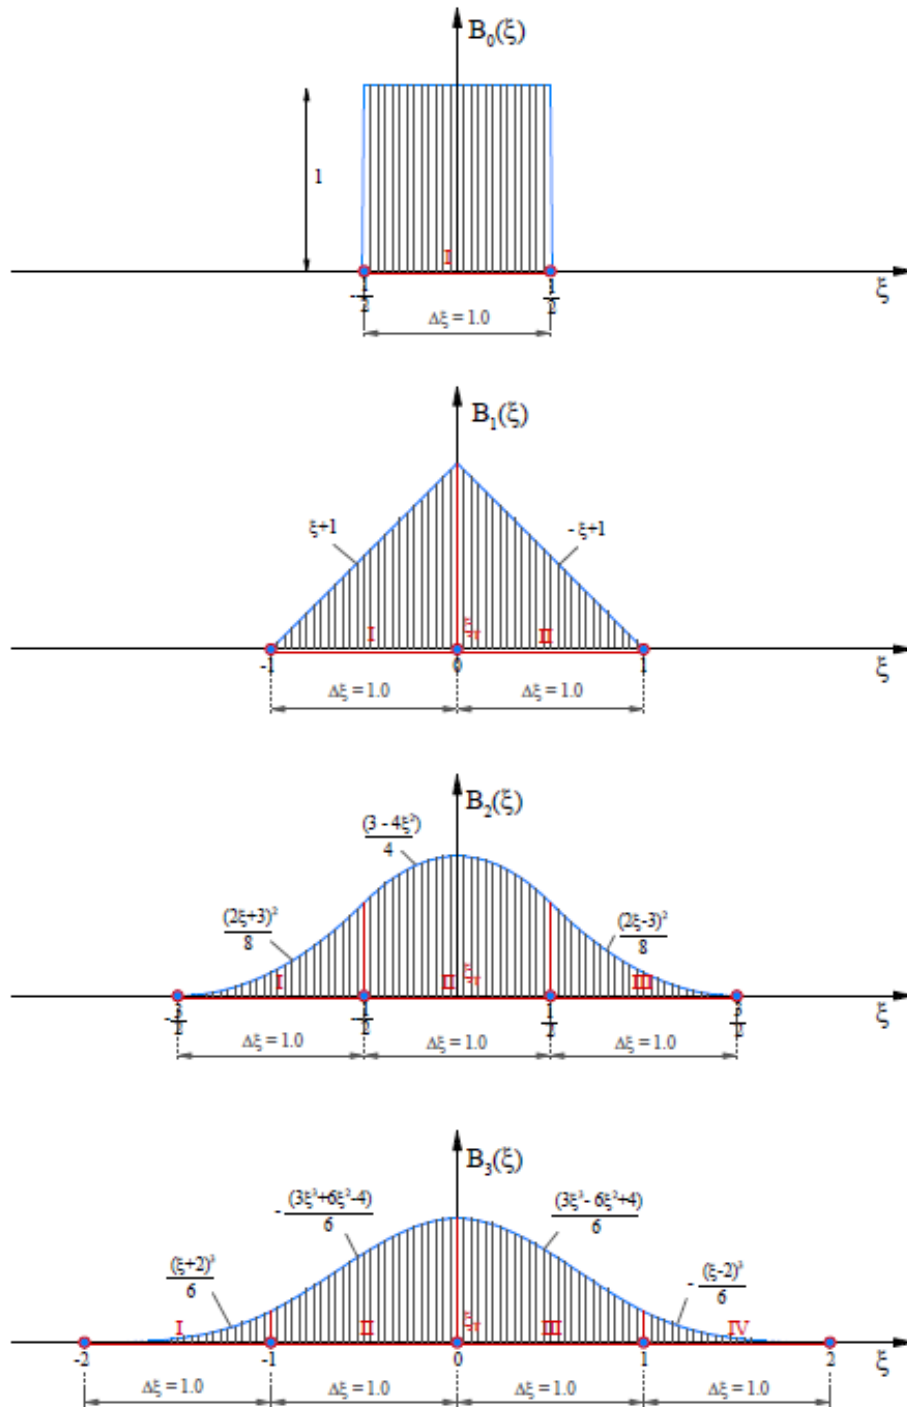 B₀(ξ)
1
I
-1/2
1/2
ξ
Δξ = 1.0
B₁(ξ)
ξ+1
-ξ+1
I
II
-1
0
1
ξ
Δξ = 1.0
Δξ = 1.0
B₂(ξ)
(3 - 4ξ²)/4
(2ξ+3)²/8
(2ξ-3)²/8
I
II
III
ξ
Δξ = 1.0
Δξ = 1.0
Δξ = 1.0
B₃(ξ)
-(3ξ³+6ξ²-4)/6
(3ξ³- 6ξ²+4)/6
(ξ+2)³/6
-(ξ-2)³/6
I
II
III
IV
-2
-1
0
1
2
ξ
Δξ = 1.0
Δξ = 1.0
Δξ = 1.0
Δξ = 1.0